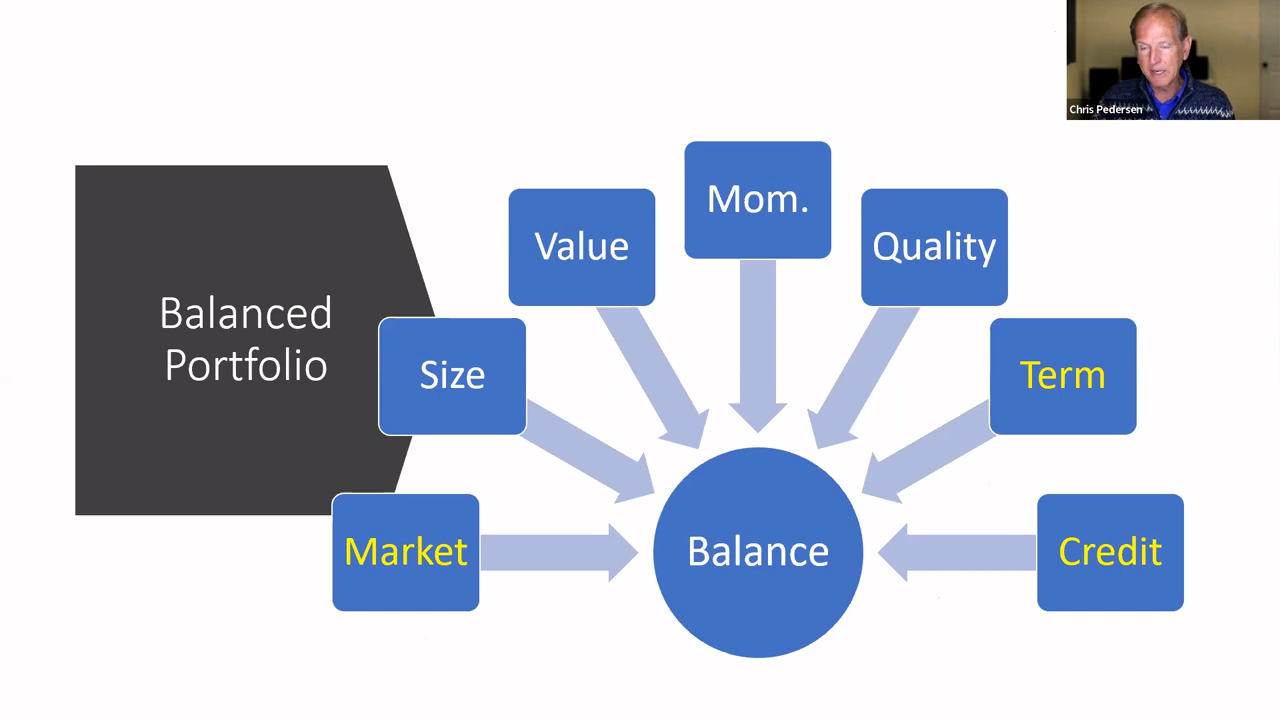 Chris Pedersen
Balanced
Portfolio
Market
Size
Value
Mom.
Quality
Term
Credit
Balance